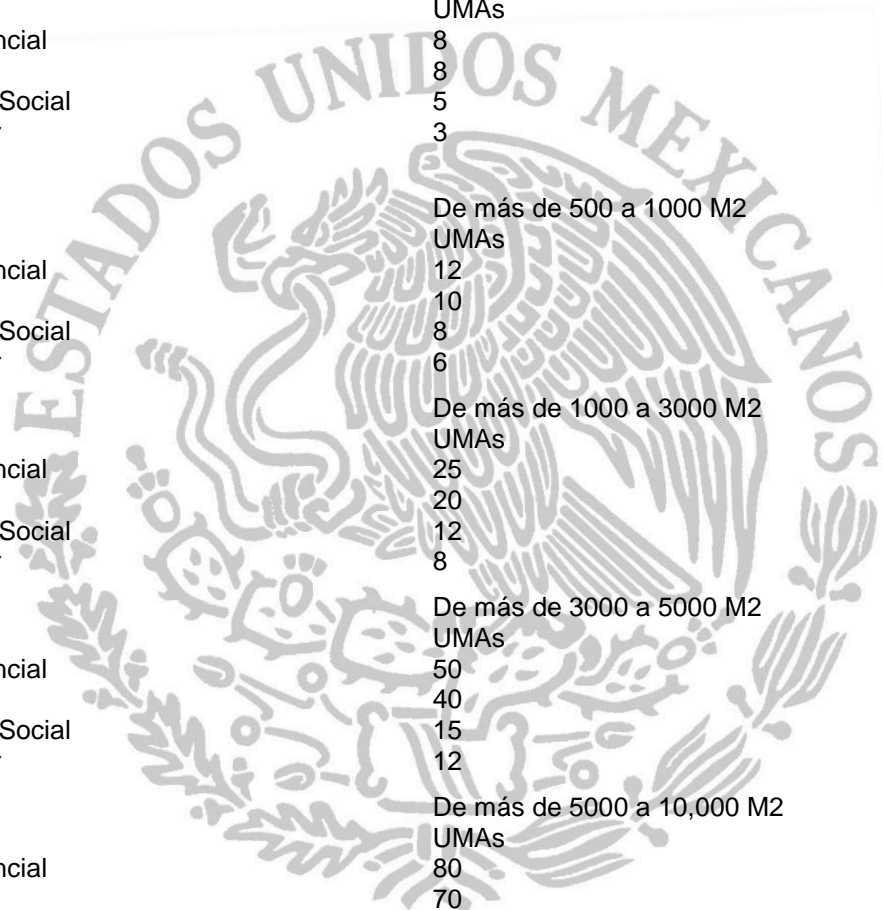 UMAs
ncial 8
8
Social 5
3
De más de 500 a 1000 M2
UMAs
ncial 12
10
Social 8
6
De más de 1000 a 3000 M2
UMAs
ncial 25
20
Social 12
8
De más de 3000 a 5000 M2
UMAs
ncial 50
40
Social 15
12
De más de 5000 a 10,000 M2
UMAs
ncial 80
70
ESTADOS UNIDOS MEXICANOS